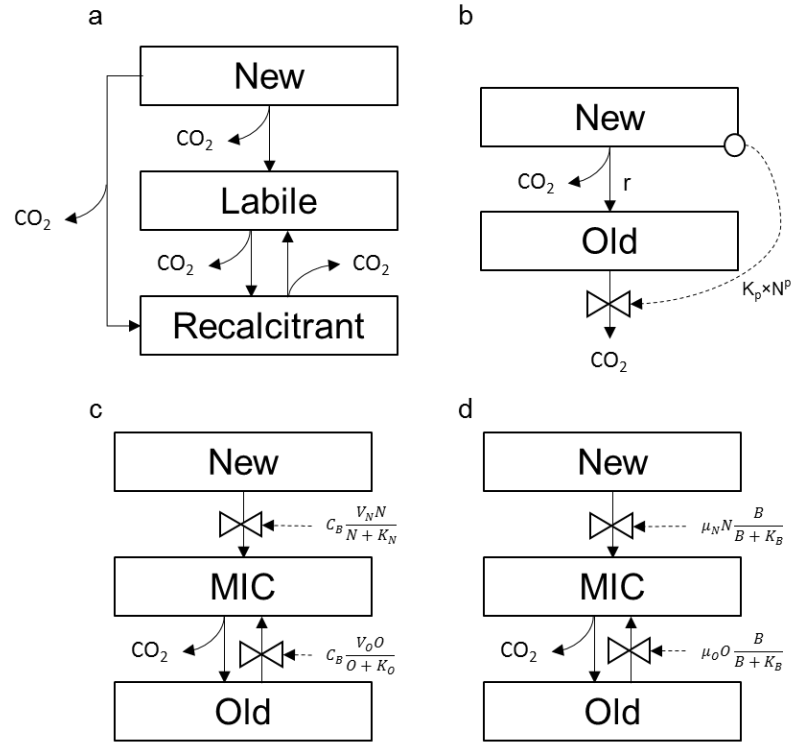 a
New
CO₂
Labile
CO₂
CO₂
CO₂
Recalcitrant
b
New
CO₂
r
Old
Kₚ×Nᵖ
CO₂
c
New
C_B V_N N / (N + K_N)
MIC
CO₂
C_B V_O O / (O + K_O)
Old
d
New
μ_N N B / (B + K_B)
MIC
CO₂
μ_O O B / (B + K_B)
Old